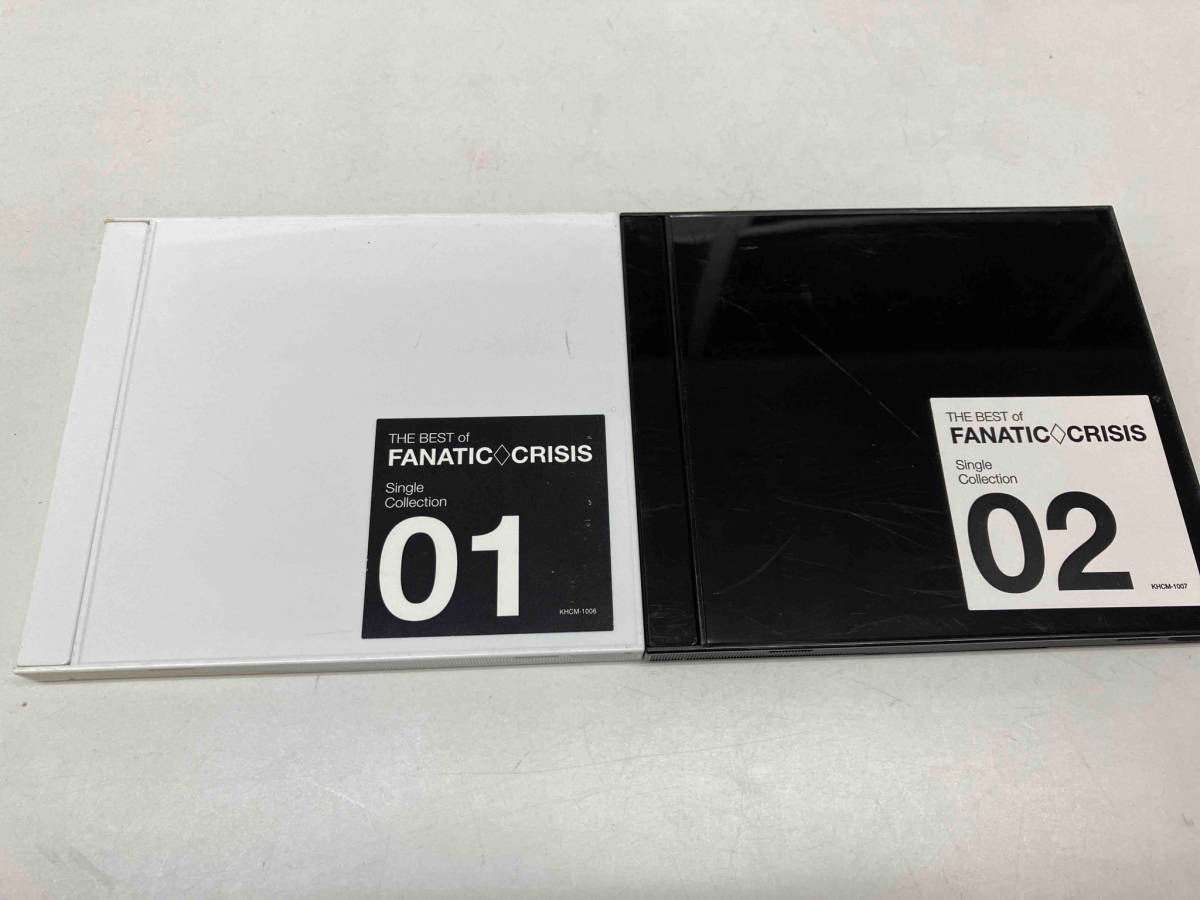 THE BEST of
FANATIC◇CRISIS
Single
Collection
01
KHCM-1006
THE BEST of
FANATIC◇CRISIS
Single
Collection
02
KHCM-1007